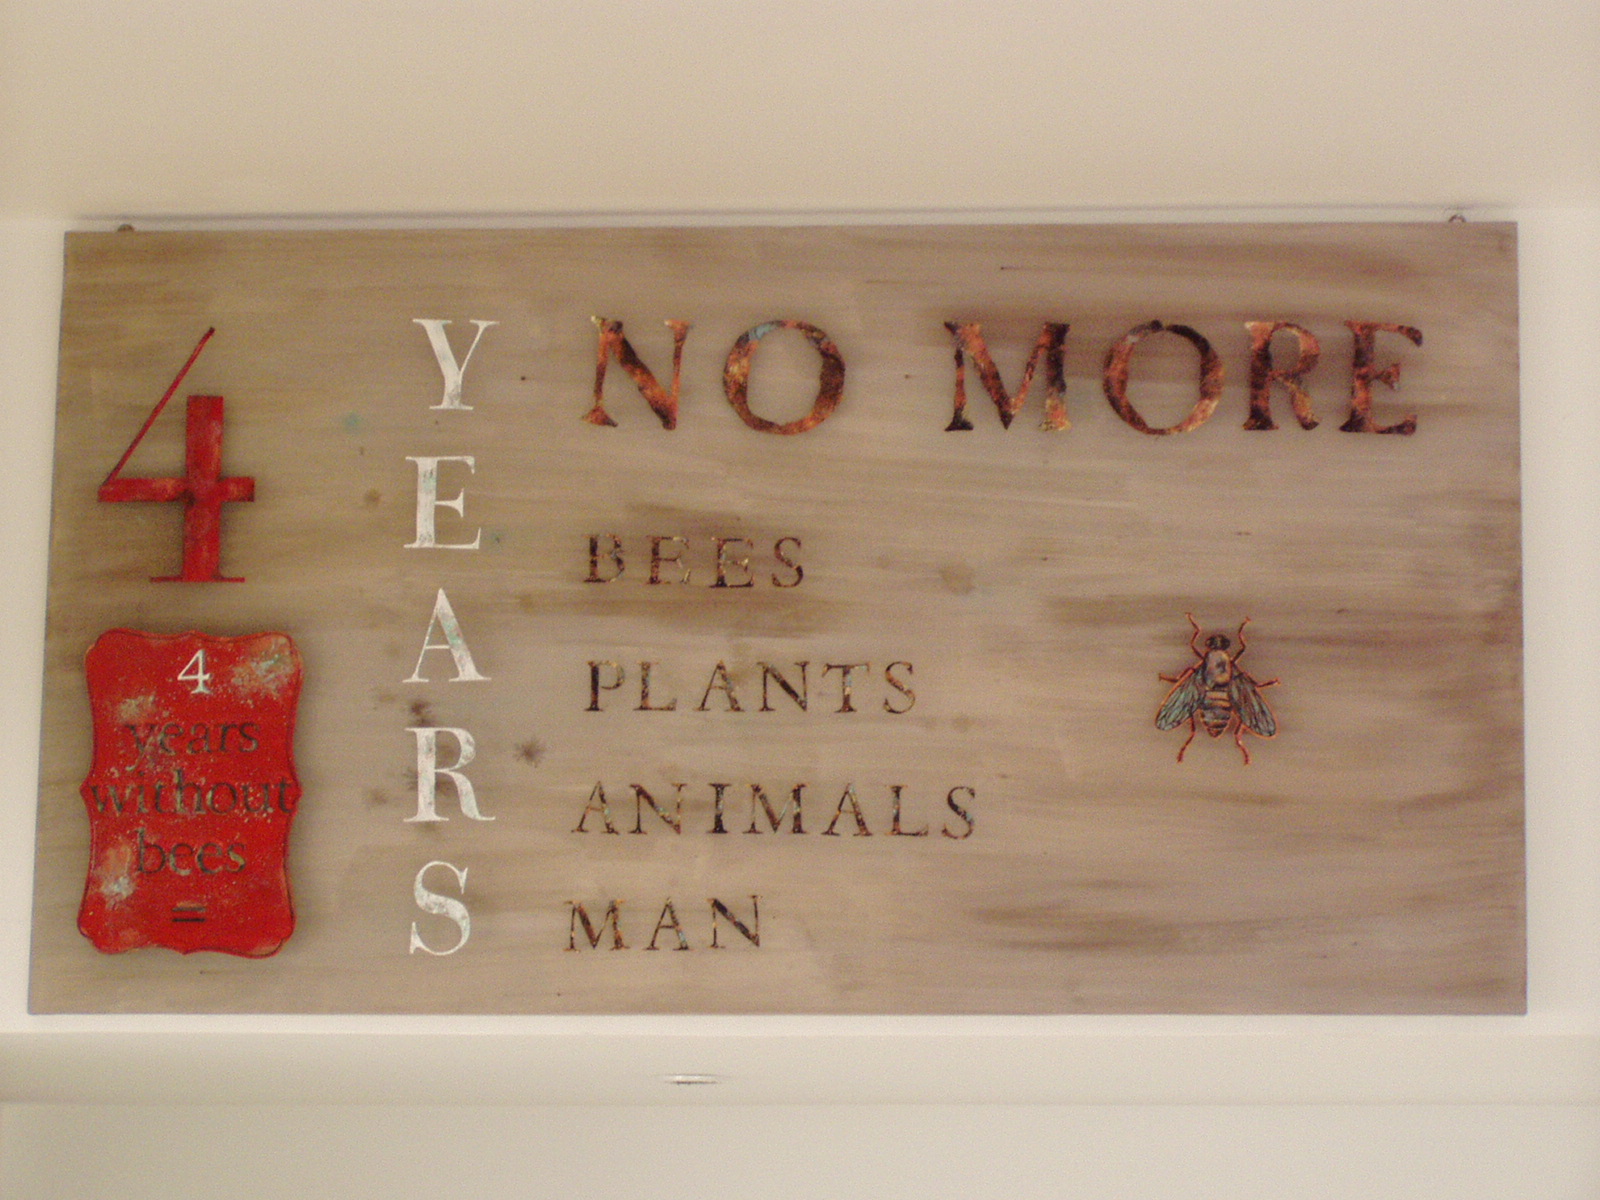 4
4
years
without
bees
=
YEARS
NO MORE
BEES
PLANTS
ANIMALS
MAN